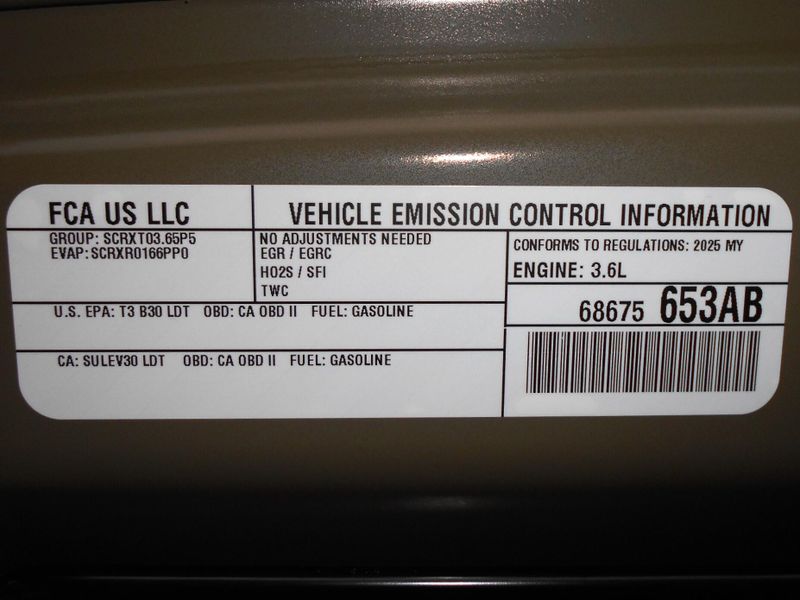 FCA US LLC
VEHICLE EMISSION CONTROL INFORMATION
GROUP: SCRXT03.65P5
EVAP: SCRXR0166PP0
NO ADJUSTMENTS NEEDED
EGR / EGRC
HO2S / SFI
TWC
CONFORMS TO REGULATIONS: 2025 MY
ENGINE: 3.6L
U.S. EPA: T3 B30 LDT OBD: CA OBD II FUEL: GASOLINE
68675 653AB
CA: SULEV30 LDT OBD: CA OBD II FUEL: GASOLINE